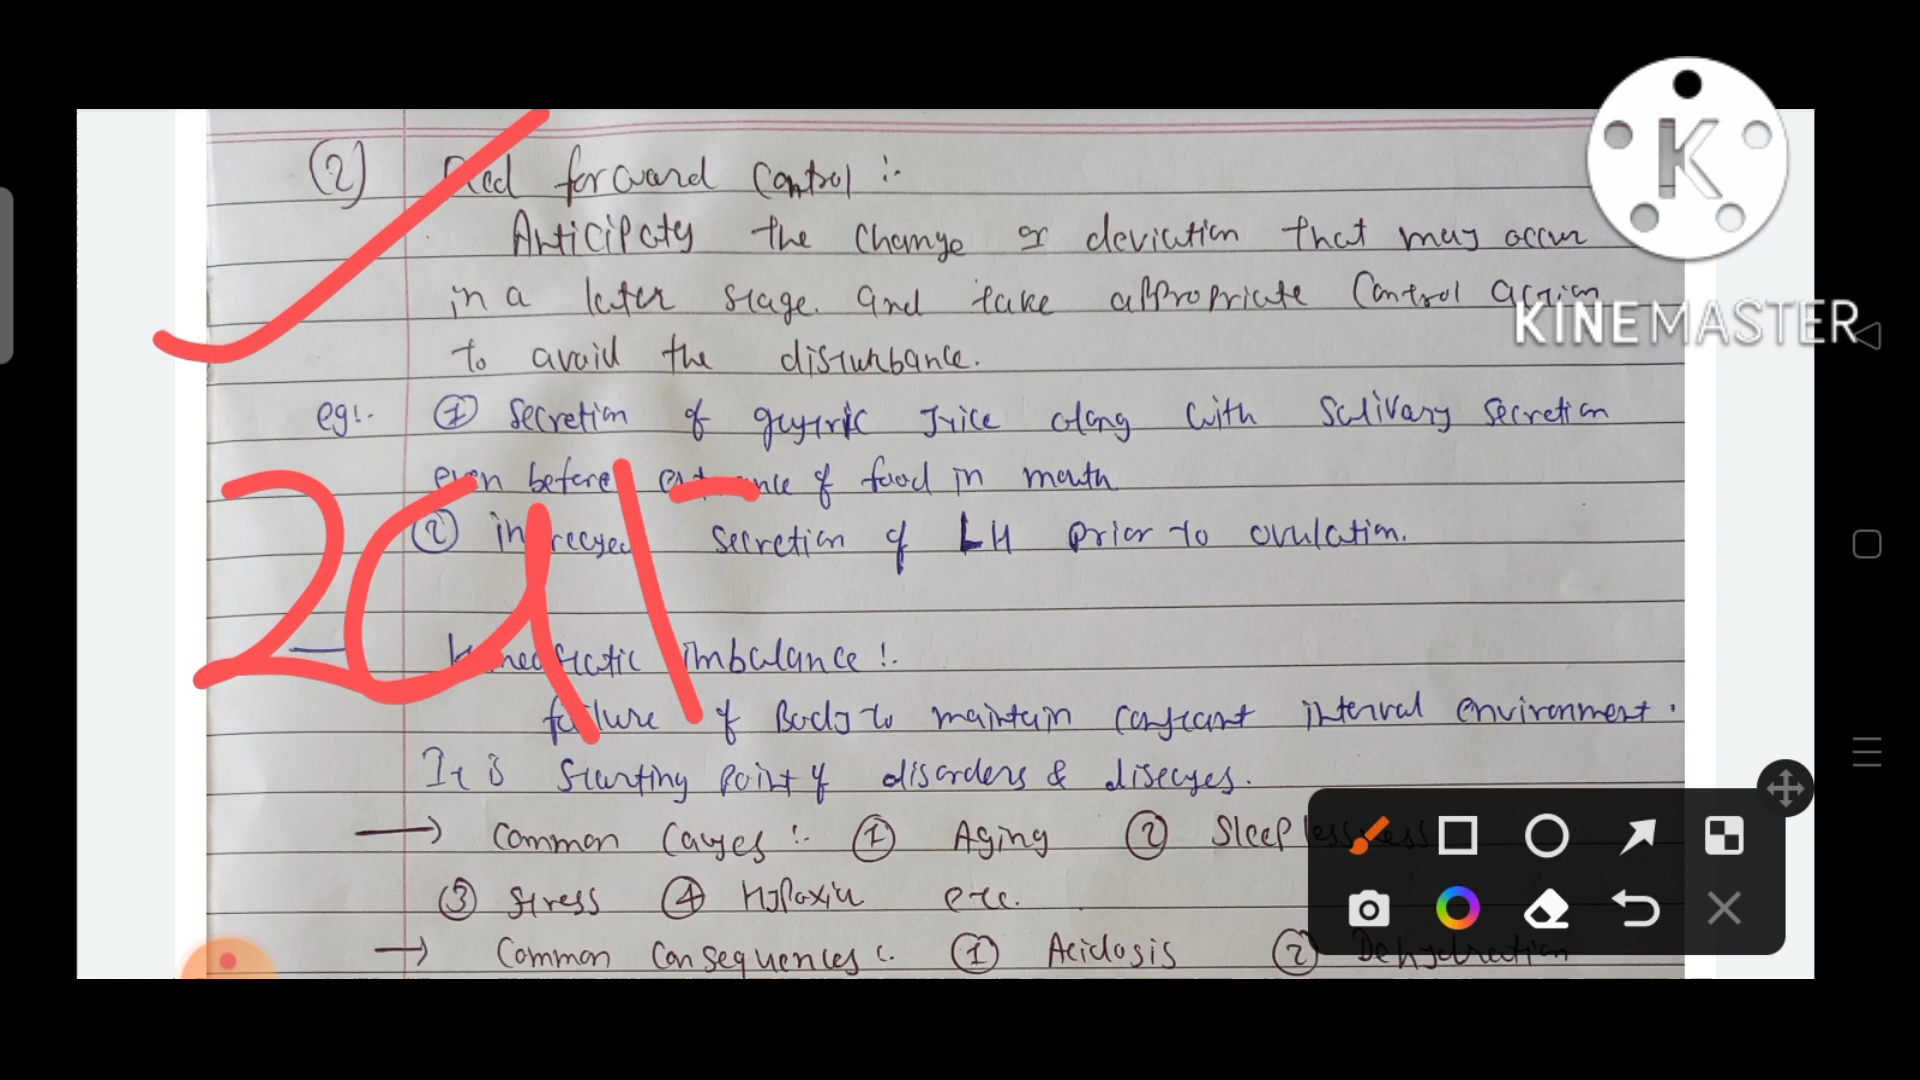 (2) forward Control :-
Anticipaty the change or deviation that may occur
in a later stage. and take appropriate Control action
to avoid the disturbance.
eg:- ① Secretion of gastric Juice along with Salivary Secretion
even before entrance of food in mouth
② increased secretion of LH prior to ovulation.
— Homeostatic imbalance :-
failure of Body to maintain constant internal environment.
It is starting point of disorders & diseases.
→ Common Causes :- ① Aging ② Sleeplessness
③ Stress ④ Hypoxia etc.
→ Common Consequences :- ① Acidosis ② Dehydration
K
KINEMASTER